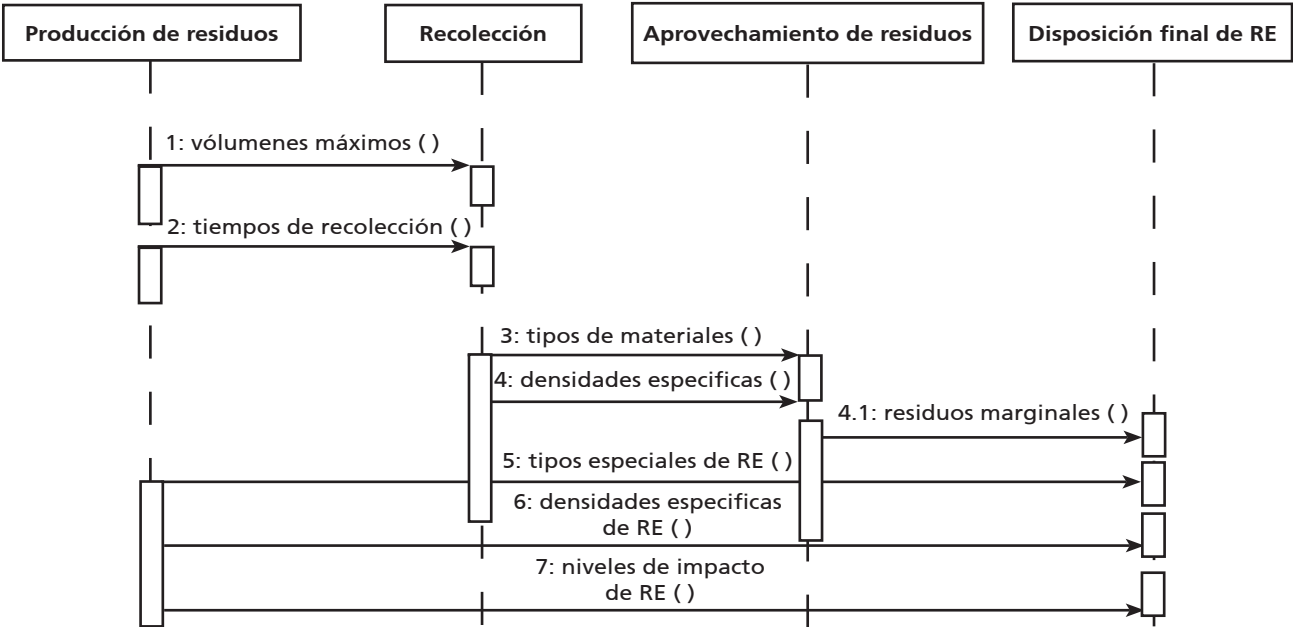 Producción de residuos
Recolección
Aprovechamiento de residuos
Disposición final de RE
1: vólumenes máximos ( )
2: tiempos de recolección ( )
3: tipos de materiales ( )
4: densidades especificas ( )
4.1: residuos marginales ( )
5: tipos especiales de RE ( )
6: densidades especificas
de RE ( )
7: niveles de impacto
de RE ( )